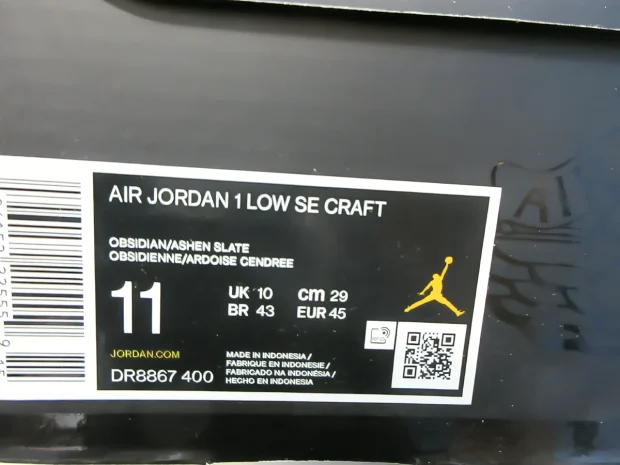 AIR JORDAN 1 LOW SE CRAFT
OBSIDIAN/ASHEN SLATE
OBSIDIENNE/ARDOISE CENDREE
11
UK 10 cm 29
BR 43 EUR 45
JORDAN.COM
DR8867 400
MADE IN INDONESIA/
FABRIQUE EN INDONESIE/
FABRICADO NA INDONÉSIA/
HECHO EN INDONESIA